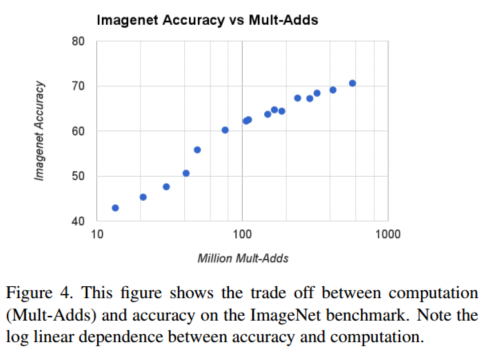 Imagenet Accuracy vs Mult-Adds
80
70
60
50
40
Imagenet Accuracy
10
100
1000
Million Mult-Adds
Figure 4. This figure shows the trade off between computation
(Mult-Adds) and accuracy on the ImageNet benchmark. Note the
log linear dependence between accuracy and computation.